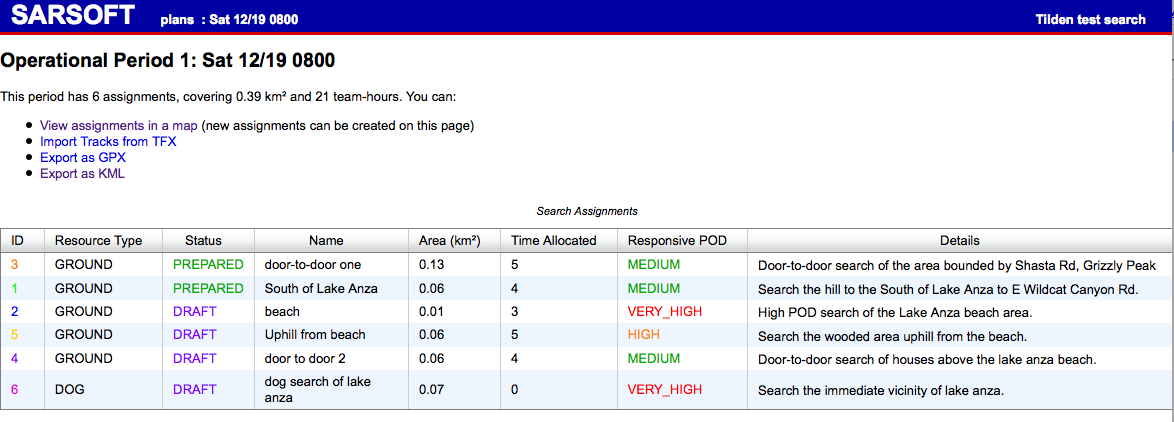 SARSOFT plans : Sat 12/19 0800 Tilden test search
Operational Period 1: Sat 12/19 0800
This period has 6 assignments, covering 0.39 km² and 21 team-hours. You can:
View assignments in a map (new assignments can be created on this page)
Import Tracks from TFX
Export as GPX
Export as KML
Search Assignments
ID Resource Type Status Name Area (km²) Time Allocated Responsive POD Details
3 GROUND PREPARED door-to-door one 0.13 5 MEDIUM Door-to-door search of the area bounded by Shasta Rd, Grizzly Peak
1 GROUND PREPARED South of Lake Anza 0.06 4 MEDIUM Search the hill to the South of Lake Anza to E Wildcat Canyon Rd.
2 GROUND DRAFT beach 0.01 3 VERY_HIGH High POD search of the Lake Anza beach area.
5 GROUND DRAFT Uphill from beach 0.06 5 HIGH Search the wooded area uphill from the beach.
4 GROUND DRAFT door to door 2 0.06 4 MEDIUM Door-to-door search of houses above the lake anza beach.
6 DOG DRAFT dog search of lake anza 0.07 0 VERY_HIGH Search the immediate vicinity of lake anza.